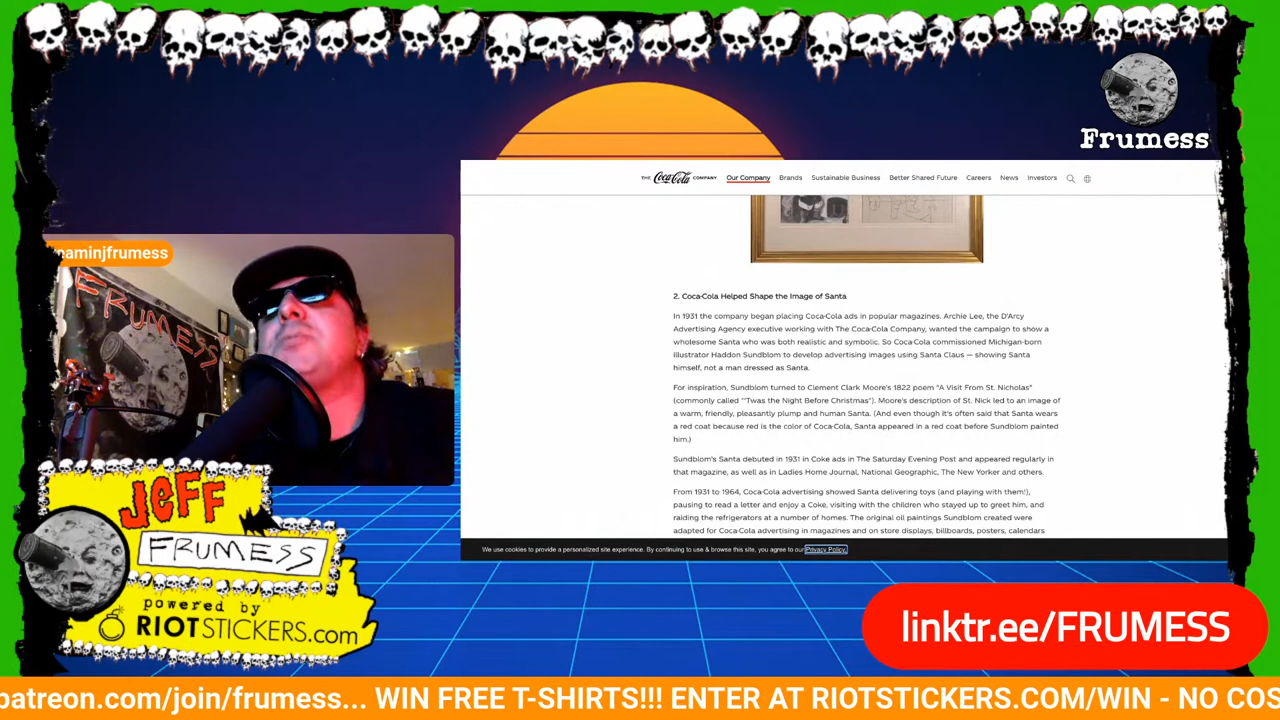 Frumess
THE Coca-Cola COMPANY Our Company Brands Sustainable Business Better Shared Future Careers News Investors
2. Coca-Cola Helped Shape the Image of Santa
In 1931 the company began placing Coca-Cola ads in popular magazines. Archie Lee, the D'Arcy
Advertising Agency executive working with The Coca-Cola Company, wanted the campaign to show a
wholesome Santa who was both realistic and symbolic. So Coca-Cola commissioned Michigan-born
illustrator Haddon Sundblom to develop advertising images using Santa Claus — showing Santa
himself, not a man dressed as Santa.
For inspiration, Sundblom turned to Clement Clark Moore's 1822 poem "A Visit From St. Nicholas"
(commonly called "'Twas the Night Before Christmas"). Moore's description of St. Nick led to an image of
a warm, friendly, pleasantly plump and human Santa. (And even though it's often said that Santa wears
a red coat because red is the color of Coca-Cola, Santa appeared in a red coat before Sundblom painted
him.)
Sundblom's Santa debuted in 1931 in Coke ads in The Saturday Evening Post and appeared regularly in
that magazine, as well as in Ladies Home Journal, National Geographic, The New Yorker and others.
From 1931 to 1964, Coca-Cola advertising showed Santa delivering toys (and playing with them!),
pausing to read a letter and enjoy a Coke, visiting with the children who stayed up to greet him, and
raiding the refrigerators at a number of homes. The original oil paintings Sundblom created were
adapted for Coca-Cola advertising in magazines and on store displays, billboards, posters, calendars
We use cookies to provide a personalized site experience. By continuing to use & browse this site, you agree to our Privacy Policy.
eaminjfrumess
FRUMESS
JEFF
FRUMESS
powered by
RIOTSTICKERS.com
linktr.ee/FRUMESS
patreon.com/join/frumess... WIN FREE T-SHIRTS!!! ENTER AT RIOTSTICKERS.COM/WIN - NO COS